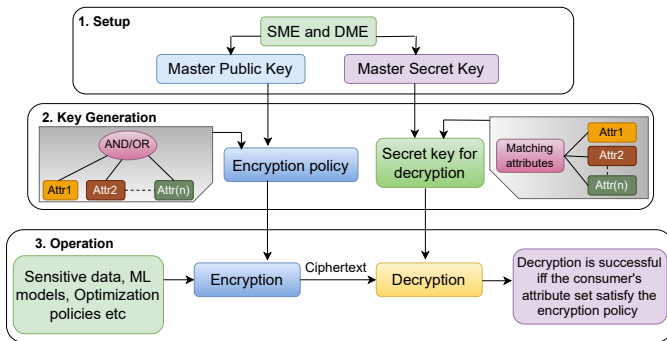 1. Setup
SME and DME
Master Public Key
Master Secret Key
2. Key Generation
AND/OR
Attr1
Attr2
Attr(n)
Encryption policy
Secret key for
decryption
Matching
attributes
Attr1
Attr2
Attr(n)
3. Operation
Sensitive data, ML
models, Optimization
policies etc
Encryption
Ciphertext
Decryption
Decryption is successful
iff the consumer's
attribute set satisfy the
encryption policy